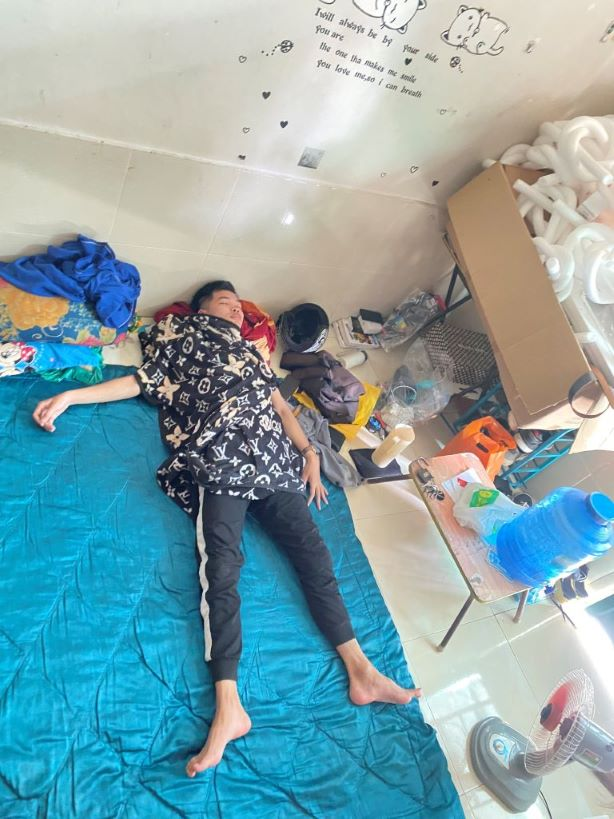 I will always be by your side
you are
the one tha makes me smile
you love me,so i can breath